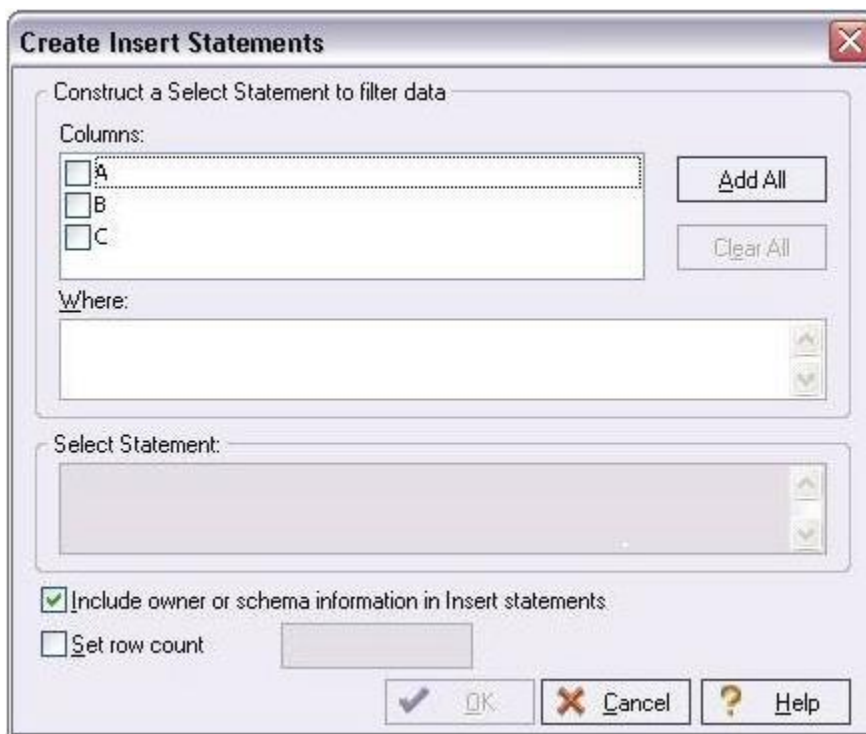 Create Insert Statements
Construct a Select Statement to filter data
Columns:
A
Add All
B
C
Clear All
Where:
Select Statement:
Include owner or schema information in Insert statements
Set row count
OK
Cancel
Help